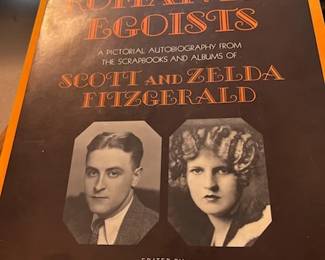 EGOISTS
A PICTORIAL AUTOBIOGRAPHY FROM
THE SCRAPBOOKS AND ALBUMS OF
SCOTT AND ZELDA
FITZGERALD